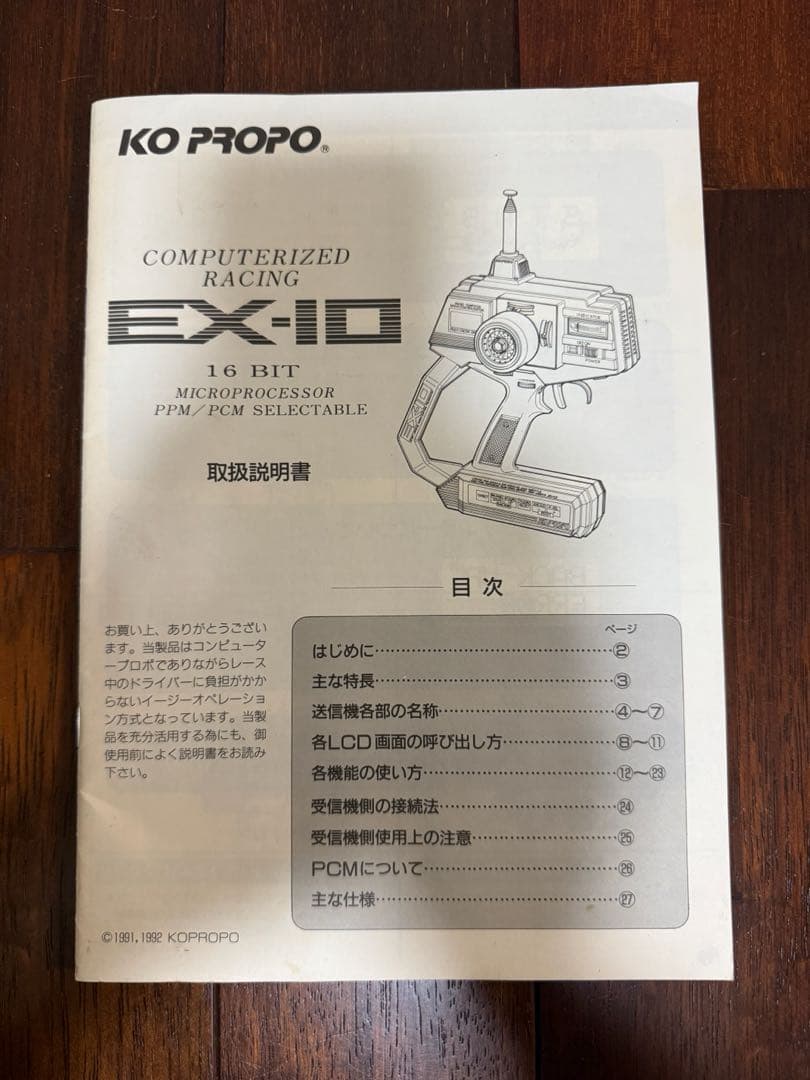 KO PROPO®
COMPUTERIZED
RACING
EX-10
16 BIT
MICROPROCESSOR
PPM/PCM SELECTABLE
取扱説明書
INDICATOR
POWER
EX-10
目次
お買い上、ありがとうござい
ます。当製品はコンピュータ
ープロポでありながらレース
中のドライバーに負担がかか
らないイージーオペレーショ
ン方式となっています。当製
品を充分活用する為にも、御
使用前によく説明書をお読み
下さい。
ページ
はじめに…………②
主な特長…………③
送信機各部の名称…………④〜⑦
各LCD画面の呼び出し方…………⑧〜⑪
各機能の使い方…………⑫〜㉓
受信機側の接続法…………㉔
受信機側使用上の注意…………㉕
PCMについて…………㉖
主な仕様…………㉗
©1991,1992 KOPROPO